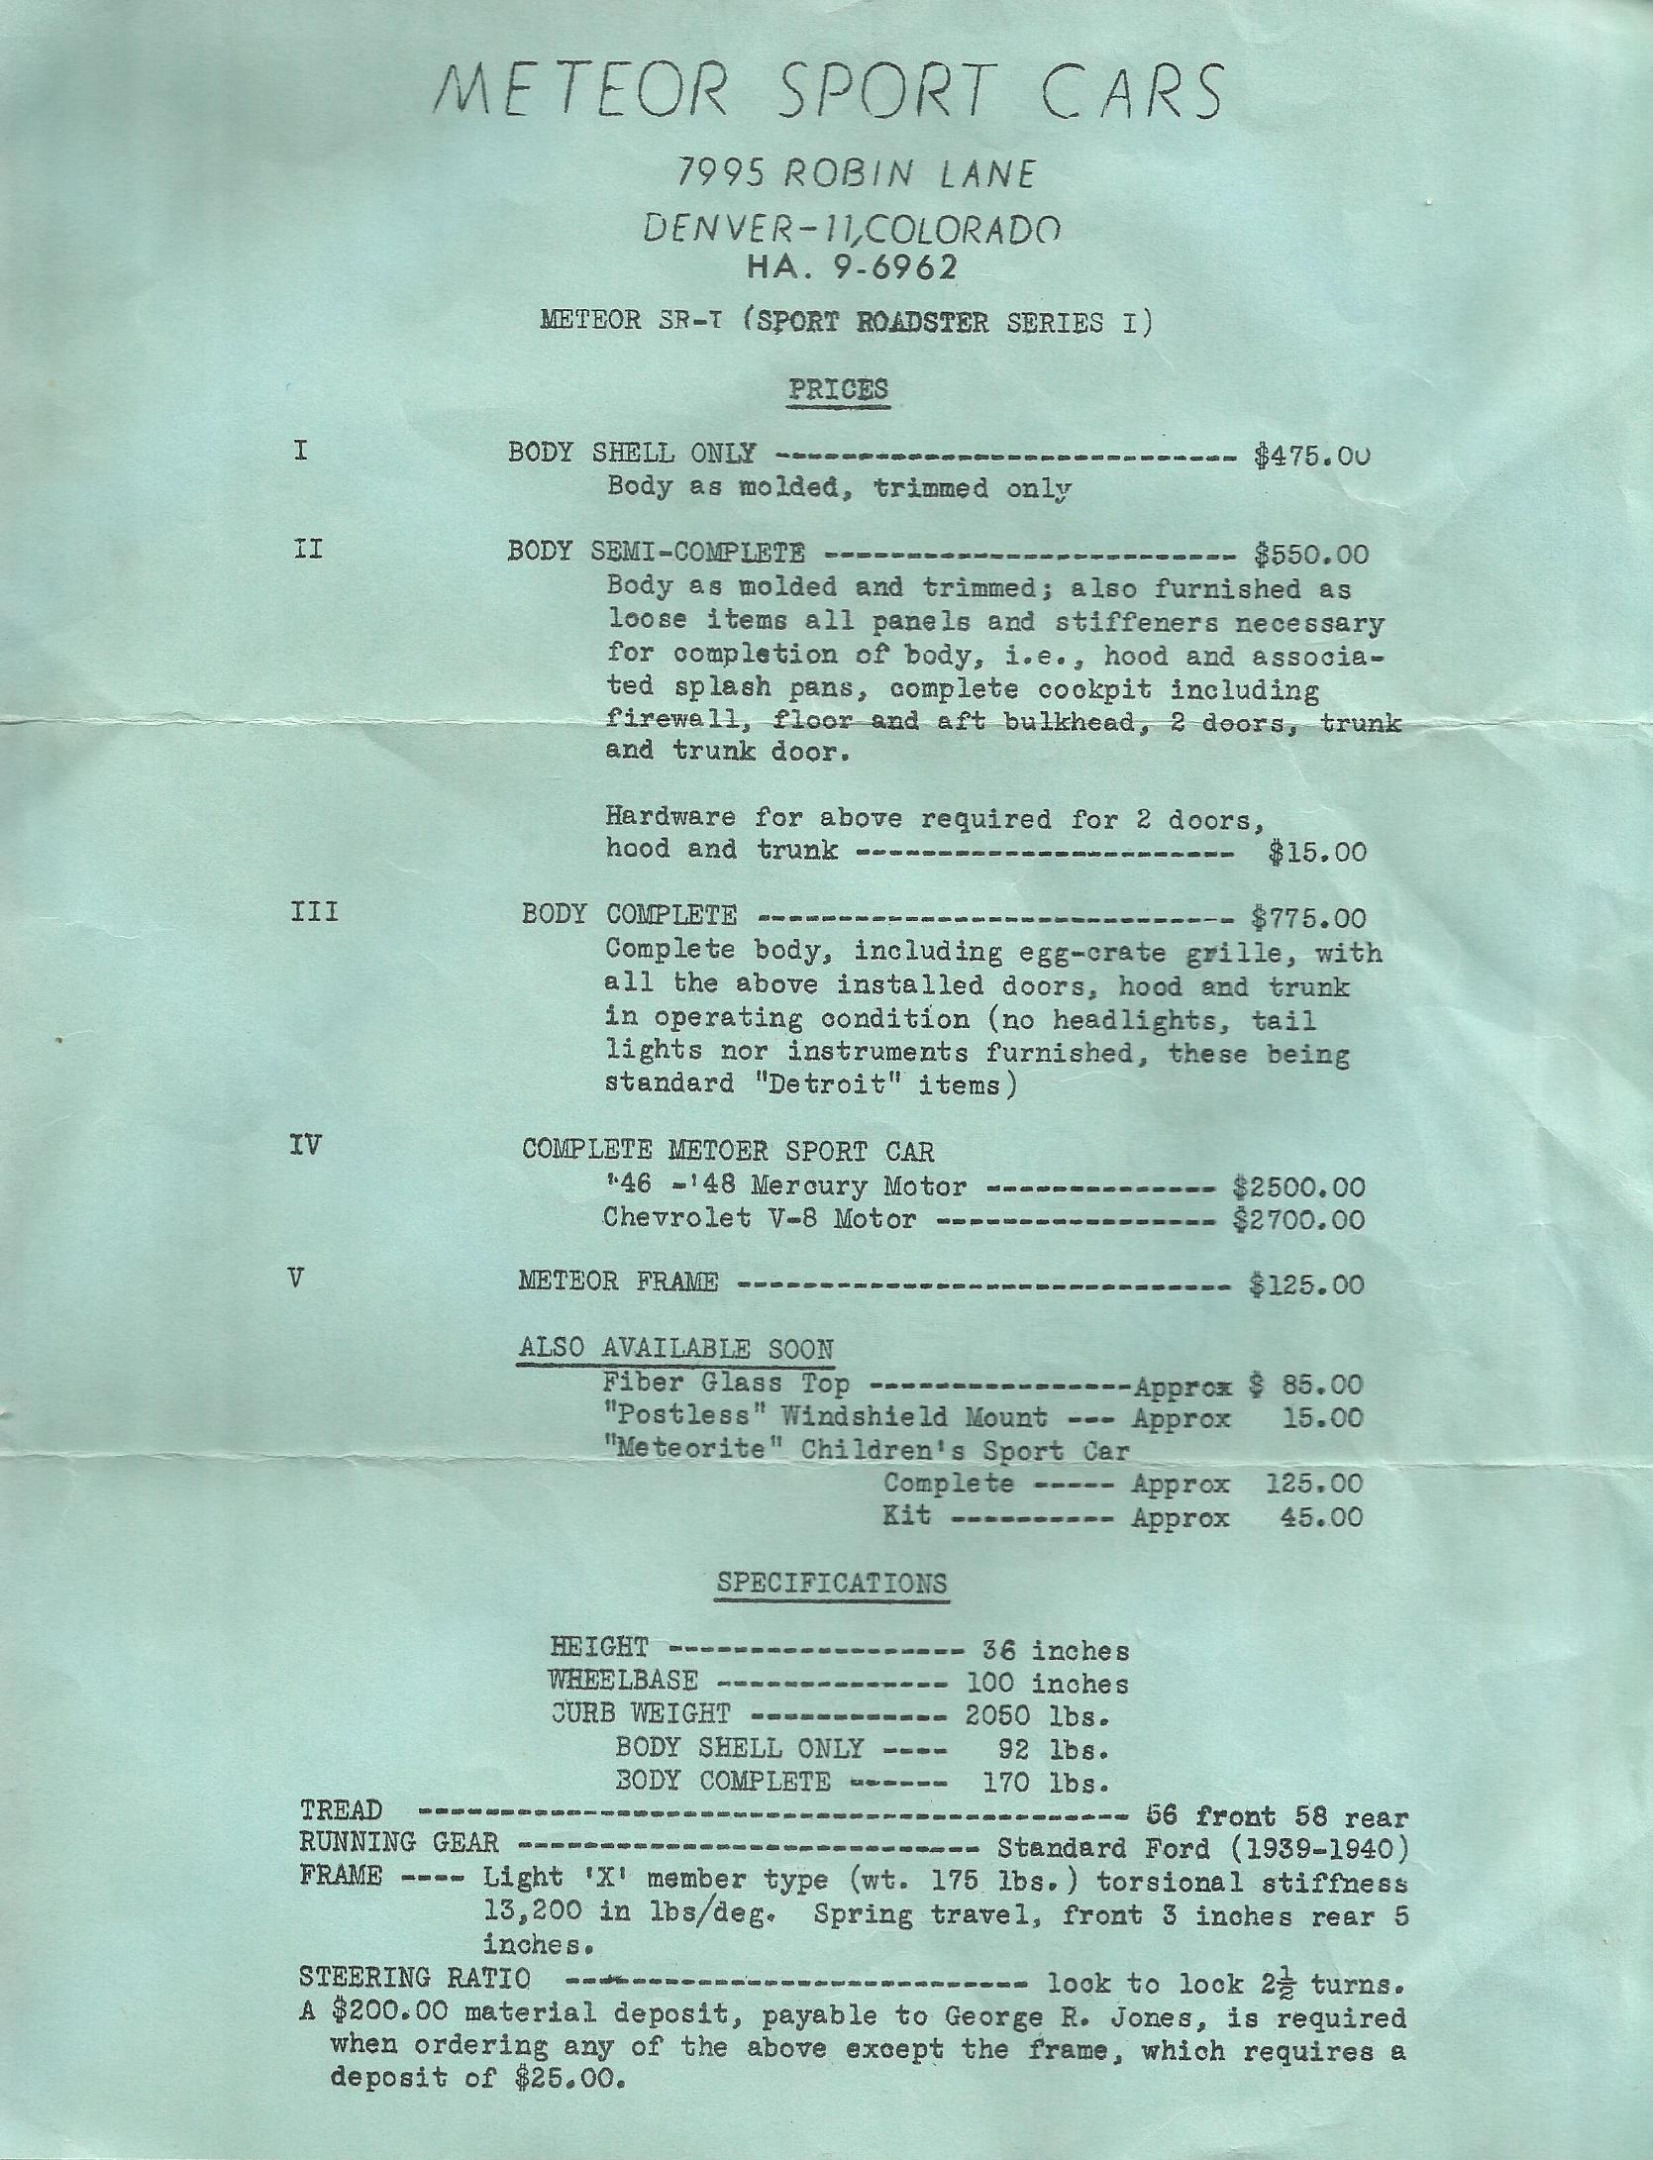 METEOR SPORT CARS
7995 ROBIN LANE
DENVER-11, COLORADO
HA. 9-6962
METEOR SR-I (SPORT ROADSTER SERIES I)
PRICES
I BODY SHELL ONLY ---------------------------- $475.00
Body as molded, trimmed only
II BODY SEMI-COMPLETE ------------------------- $550.00
Body as molded and trimmed; also furnished as
loose items all panels and stiffeners necessary
for completion of body, i.e., hood and associa-
ted splash pans, complete cockpit including
firewall, floor and aft bulkhead, 2 doors, trunk
and trunk door.
Hardware for above required for 2 doors,
hood and trunk ----------------------- $15.00
III BODY COMPLETE ----------------------------- $775.00
Complete body, including egg-crate grille, with
all the above installed doors, hood and trunk
in operating condition (no headlights, tail
lights nor instruments furnished, these being
standard "Detroit" items)
IV COMPLETE METOER SPORT CAR
'46 -'48 Mercury Motor -------------- $2500.00
Chevrolet V-8 Motor ----------------- $2700.00
V METEOR FRAME ------------------------------ $125.00
ALSO AVAILABLE SOON
Fiber Glass Top ----------------Approx $ 85.00
"Postless" Windshield Mount --- Approx 15.00
"Meteorite" Children's Sport Car
Complete ----- Approx 125.00
Kit ---------- Approx 45.00
SPECIFICATIONS
HEIGHT ------------------ 36 inches
WHEELBASE -------------- 100 inches
CURB WEIGHT ------------ 2050 lbs.
BODY SHELL ONLY ---- 92 lbs.
BODY COMPLETE ------ 170 lbs.
TREAD ------------------------------------------- 56 front 58 rear
RUNNING GEAR ---------------------------- Standard Ford (1939-1940)
FRAME ---- Light 'X' member type (wt. 175 lbs.) torsional stiffness
13,200 in lbs/deg. Spring travel, front 3 inches rear 5
inches.
STEERING RATIO ---------------------------- lock to lock 2½ turns.
A $200.00 material deposit, payable to George R. Jones, is required
when ordering any of the above except the frame, which requires a
deposit of $25.00.